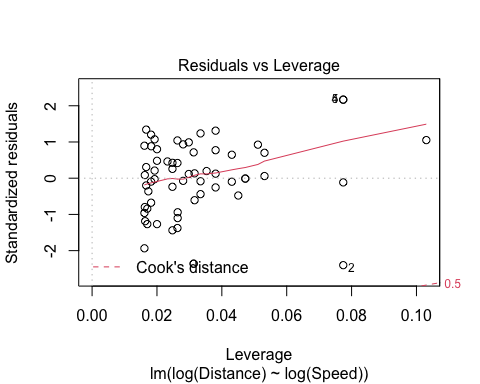 Residuals vs Leverage
Standardized residuals
2
1
0
-1
-2
2
Cook's distance
0.5
0.00 0.02 0.04 0.06 0.08 0.10
Leverage
lm(log(Distance) ~ log(Speed))